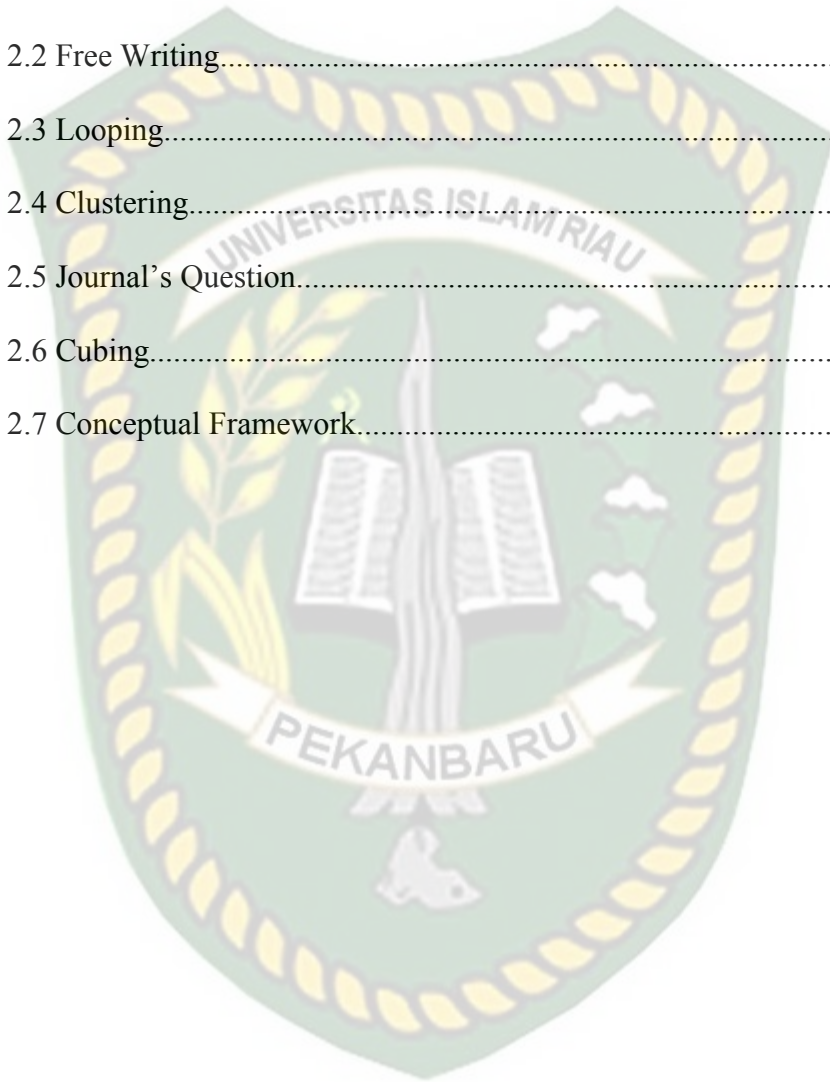 2.2 Free Writing........................................................................................
2.3 Looping...............................................................................................
UNIVERSITAS ISLAM RIAU
2.4 Clustering............................................................................................
2.5 Journal’s Question...............................................................................
2.6 Cubing.................................................................................................
2.7 Conceptual Framework.......................................................................
PEKANBARU